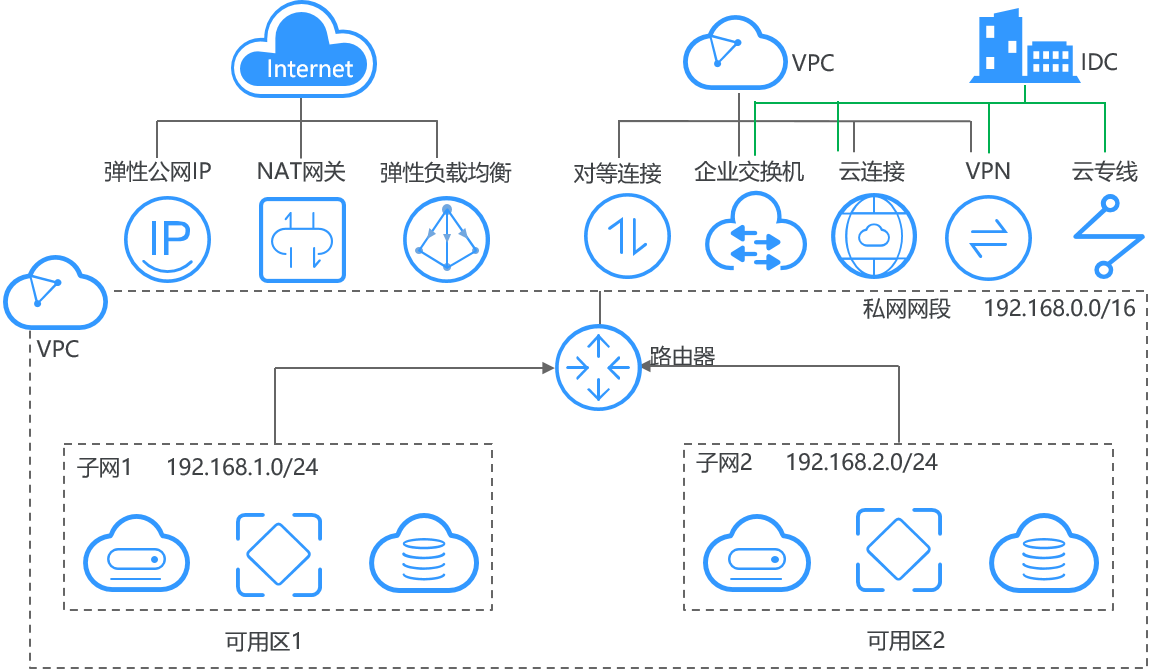 Internet
VPC
IDC
弹性公网IP
NAT网关
弹性负载均衡
对等连接
企业交换机
云连接
VPN
云专线
IP
VPC
私网网段 192.168.0.0/16
路由器
子网1 192.168.1.0/24
子网2 192.168.2.0/24
可用区1
可用区2